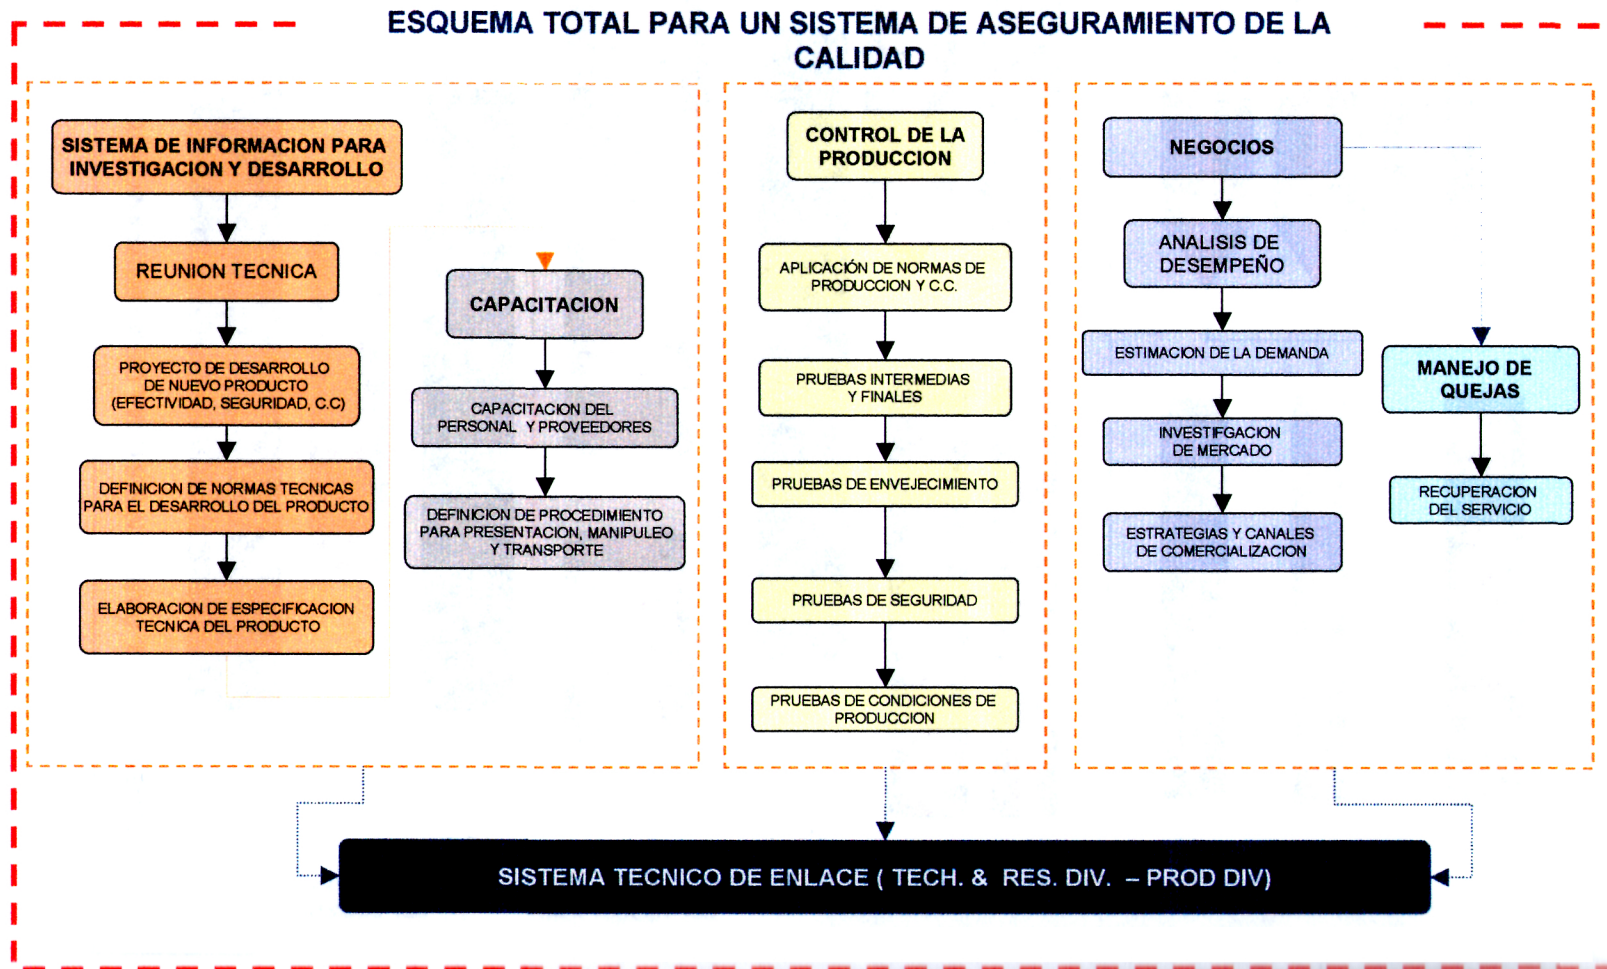 ESQUEMA TOTAL PARA UN SISTEMA DE ASEGURAMIENTO DE LA
CALIDAD
SISTEMA DE INFORMACION PARA
INVESTIGACION Y DESARROLLO
REUNION TECNICA
PROYECTO DE DESARROLLO
DE NUEVO PRODUCTO
(EFECTIVIDAD, SEGURIDAD, C.C)
DEFINICION DE NORMAS TECNICAS
PARA EL DESARROLLO DEL PRODUCTO
ELABORACION DE ESPECIFICACION
TECNICA DEL PRODUCTO
CAPACITACION
CAPACITACION DEL
PERSONAL Y PROVEEDORES
DEFINICION DE PROCEDIMIENTO
PARA PRESENTACION, MANIPULEO
Y TRANSPORTE
CONTROL DE LA
PRODUCCION
APLICACIÓN DE NORMAS DE
PRODUCCION Y C.C.
PRUEBAS INTERMEDIAS
Y FINALES
PRUEBAS DE ENVEJECIMIENTO
PRUEBAS DE SEGURIDAD
PRUEBAS DE CONDICIONES DE
PRODUCCION
NEGOCIOS
ANALISIS DE
DESEMPEÑO
ESTIMACION DE LA DEMANDA
INVESTIFGACION
DE MERCADO
ESTRATEGIAS Y CANALES
DE COMERCIALIZACION
MANEJO DE
QUEJAS
RECUPERACION
DEL SERVICIO
SISTEMA TECNICO DE ENLACE ( TECH. & RES. DIV. – PROD DIV)